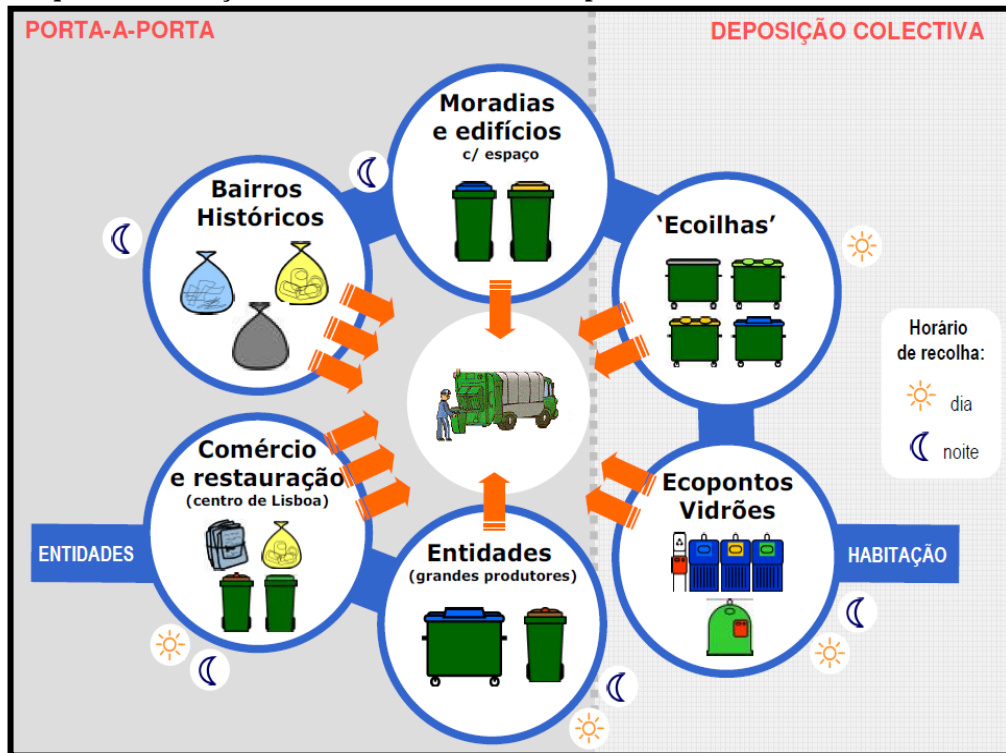 PORTA-A-PORTA
DEPOSIÇÃO COLECTIVA
Moradias
e edifícios
c/ espaço
Bairros
Históricos
'Ecoilhas'
Horário
de recolha:
dia
noite
Comércio
e restauração
(centro de Lisboa)
Ecopontos
Vidrões
ENTIDADES
Entidades
(grandes produtores)
HABITAÇÃO